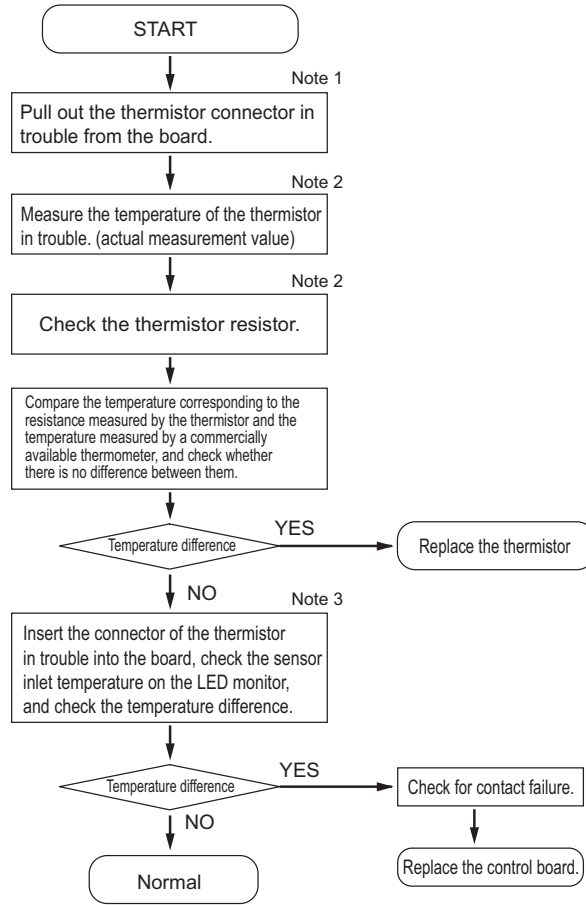 START
Note 1
Pull out the thermistor connector in
trouble from the board.
Note 2
Measure the temperature of the thermistor
in trouble. (actual measurement value)
Note 2
Check the thermistor resistor.
Compare the temperature corresponding to the
resistance measured by the thermistor and the
temperature measured by a commercially
available thermometer, and check whether
there is no difference between them.
Temperature difference
YES
Replace the thermistor
NO
Note 3
Insert the connector of the thermistor
in trouble into the board, check the sensor
inlet temperature on the LED monitor,
and check the temperature difference.
Temperature difference
YES
Check for contact failure.
NO
Replace the control board.
Normal